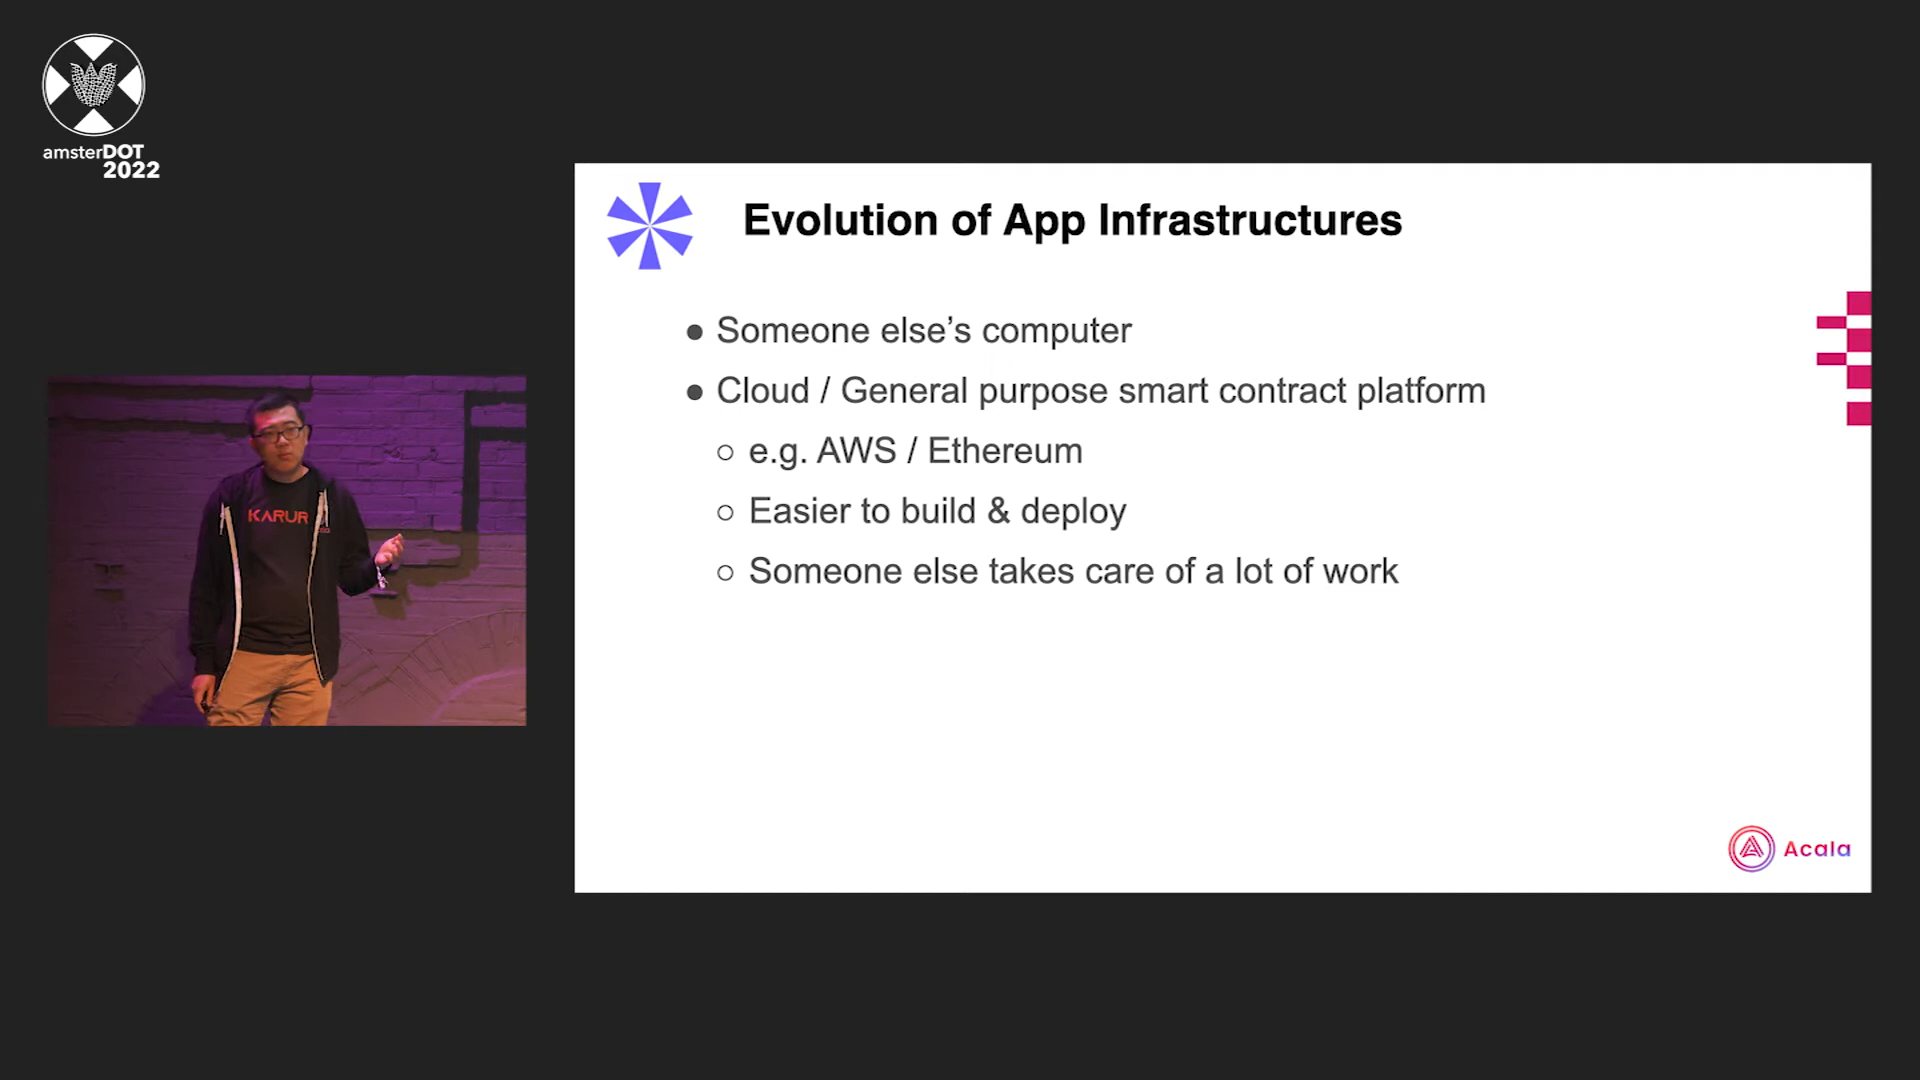 amsterDOT
2022
Evolution of App Infrastructures
● Someone else's computer
● Cloud / General purpose smart contract platform
○ e.g. AWS / Ethereum
○ Easier to build & deploy
○ Someone else takes care of a lot of work
KARUR
Acala